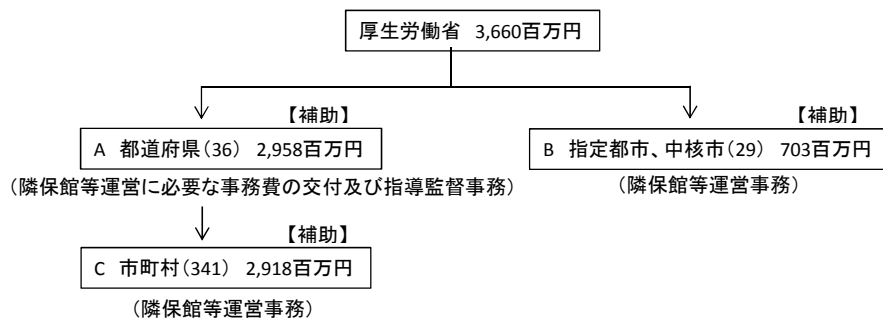 厚生労働省 3,660百万円
【補助】
【補助】
A 都道府県(36) 2,958百万円
B 指定都市、中核市(29) 703百万円
(隣保館等運営に必要な事務費の交付及び指導監督事務)
(隣保館等運営事務)
【補助】
C 市町村(341) 2,918百万円
(隣保館等運営事務)